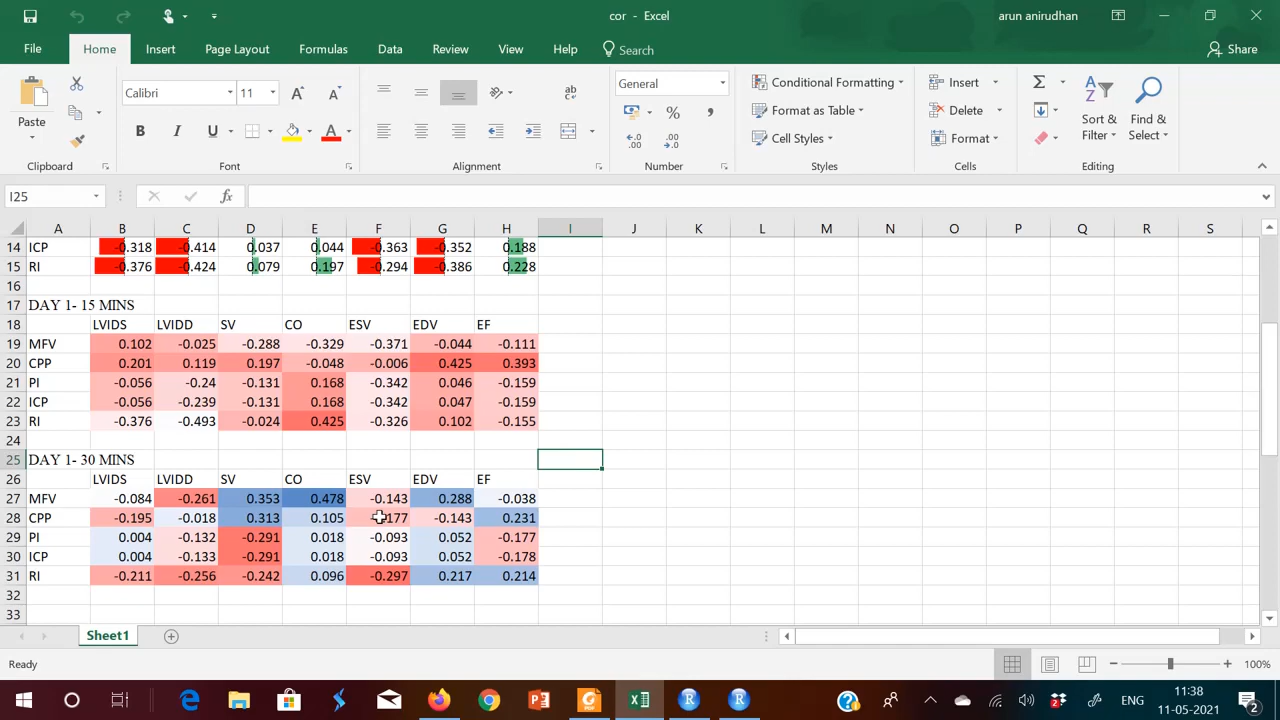 cor - Excel
arun anirudhan
File Home Insert Page Layout Formulas Data Review View Help Search Share
Paste
Clipboard
Calibri 11
B I U A
Font
ab
Alignment
General
% ,
Number
Conditional Formatting
Format as Table
Cell Styles
Styles
Insert
Delete
Format
Cells
Σ
Sort & Filter
Find & Select
Editing
I25 fx
A B C D E F G H I J K L M N O P Q R S
14 ICP -0.318 -0.414 0.037 0.044 -0.363 -0.352 0.188
15 RI -0.376 -0.424 0.079 0.197 -0.294 -0.386 0.228
16
17 DAY 1- 15 MINS
18 LVIDS LVIDD SV CO ESV EDV EF
19 MFV 0.102 -0.025 -0.288 -0.329 -0.371 -0.044 -0.111
20 CPP 0.201 0.119 0.197 -0.048 -0.006 0.425 0.393
21 PI -0.056 -0.24 -0.131 0.168 -0.342 0.046 -0.159
22 ICP -0.056 -0.239 -0.131 0.168 -0.342 0.047 -0.159
23 RI -0.376 -0.493 -0.024 0.425 -0.326 0.102 -0.155
24
25 DAY 1- 30 MINS
26 LVIDS LVIDD SV CO ESV EDV EF
27 MFV -0.084 -0.261 0.353 0.478 -0.143 0.288 -0.038
28 CPP -0.195 -0.018 0.313 0.105 177 -0.143 0.231
29 PI 0.004 -0.132 -0.291 0.018 -0.093 0.052 -0.177
30 ICP 0.004 -0.133 -0.291 0.018 -0.093 0.052 -0.178
31 RI -0.211 -0.256 -0.242 0.096 -0.297 0.217 0.214
32
33
Sheet1
Ready 100%
ENG
11:38
11-05-2021
2